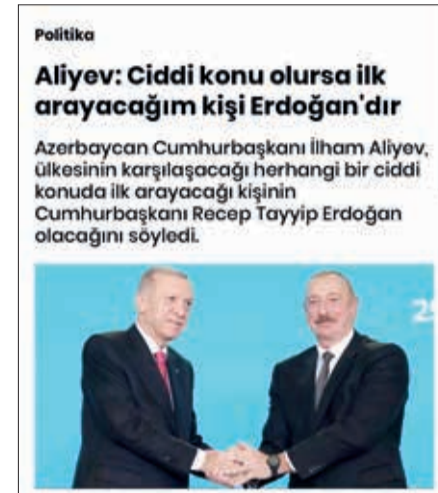 Politika
Aliyev: Ciddi konu olursa ilk
arayacağım kişi Erdoğan'dır
Azerbaycan Cumhurbaşkanı İlham Aliyev,
ülkesinin karşılaşacağı herhangi bir ciddi
konuda ilk arayacağı kişinin
Cumhurbaşkanı Recep Tayyip Erdoğan
olacağını söyledi.